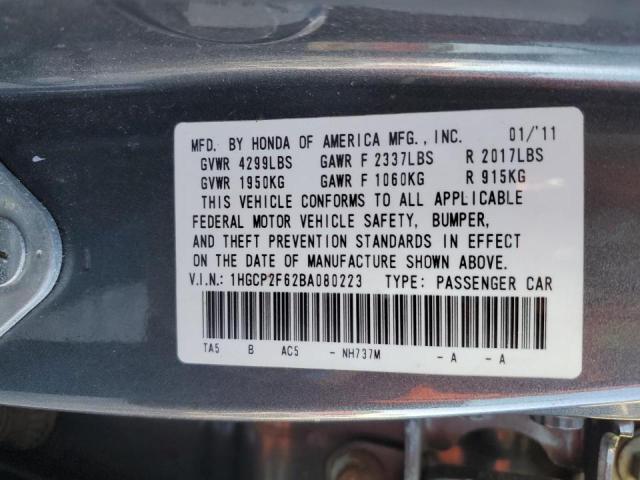 MFD. BY HONDA OF AMERICA MFG., INC. 01/'11
GVWR 4299LBS GAWR F 2337LBS R 2017LBS
GVWR 1950KG GAWR F 1060KG R 915KG
THIS VEHICLE CONFORMS TO ALL APPLICABLE
FEDERAL MOTOR VEHICLE SAFETY, BUMPER,
AND THEFT PREVENTION STANDARDS IN EFFECT
ON THE DATE OF MANUFACTURE SHOWN ABOVE.
V.I.N.: 1HGCP2F62BA080223 TYPE: PASSENGER CAR
TA5 B AC5 - NH737M - A - A